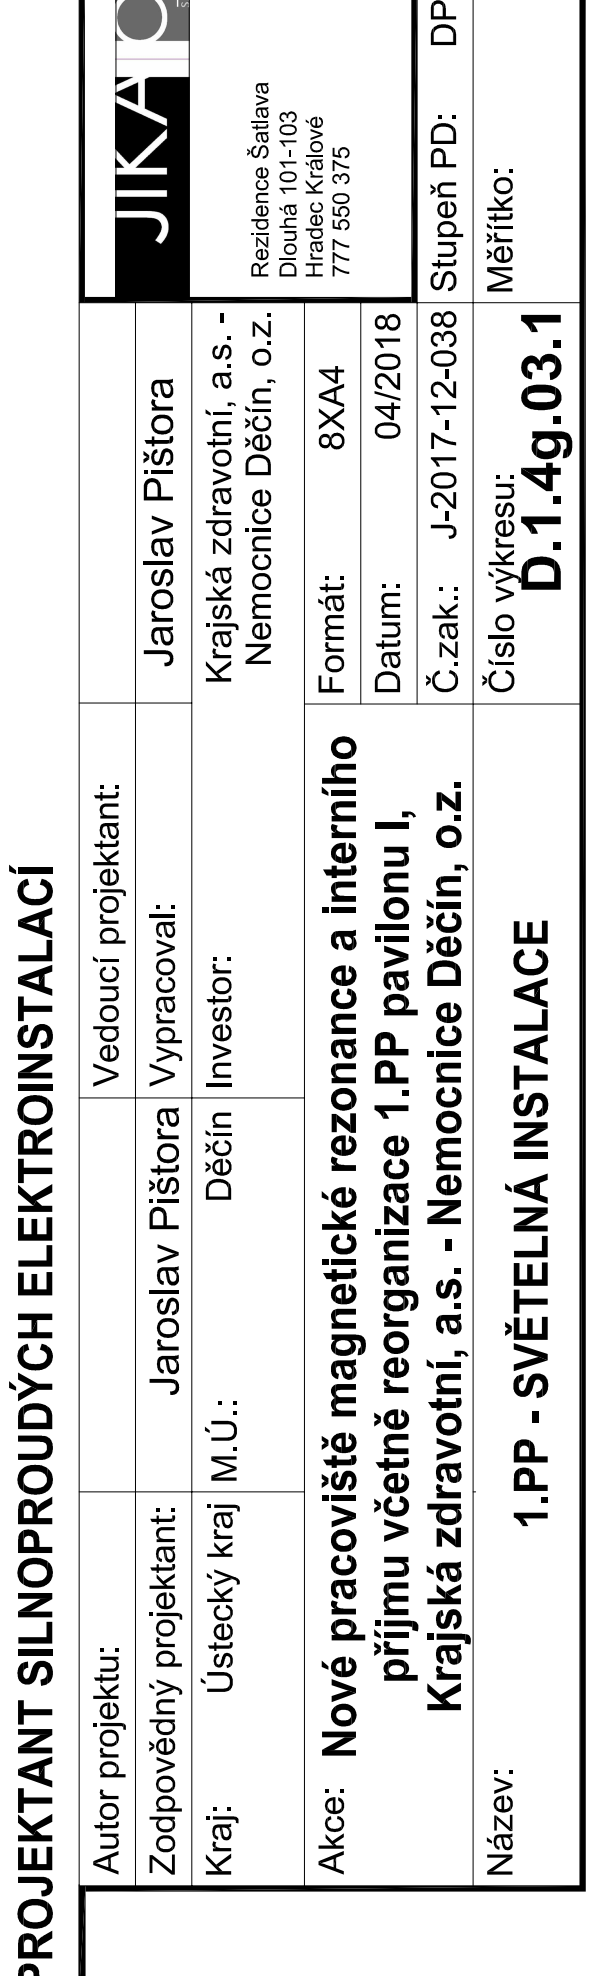 PROJEKTANT SILNOPROUDÝCH ELEKTROINSTALACÍ
Autor projektu:
Vedoucí projektant:
Zodpovědný projektant:
Jaroslav Pištora
Vypracoval:
Jaroslav Pištora
Kraj:
Ústecký kraj
M.Ú.:
Děčín
Investor:
Krajská zdravotní, a.s. -
Nemocnice Děčín, o.z.
JIKA
Rezidence Šatlava
Dlouhá 101-103
Hradec Králové
777 550 375
Akce:
Nové pracoviště magnetické rezonance a interního
příjmu včetně reorganizace 1.PP pavilonu I,
Krajská zdravotní, a.s. - Nemocnice Děčín, o.z.
Formát:
8XA4
Datum:
04/2018
Č.zak.:
J-2017-12-038
Stupeň PD:
DP
Název:
1.PP - SVĚTELNÁ INSTALACE
Číslo výkresu:
D.1.4g.03.1
Měřítko: